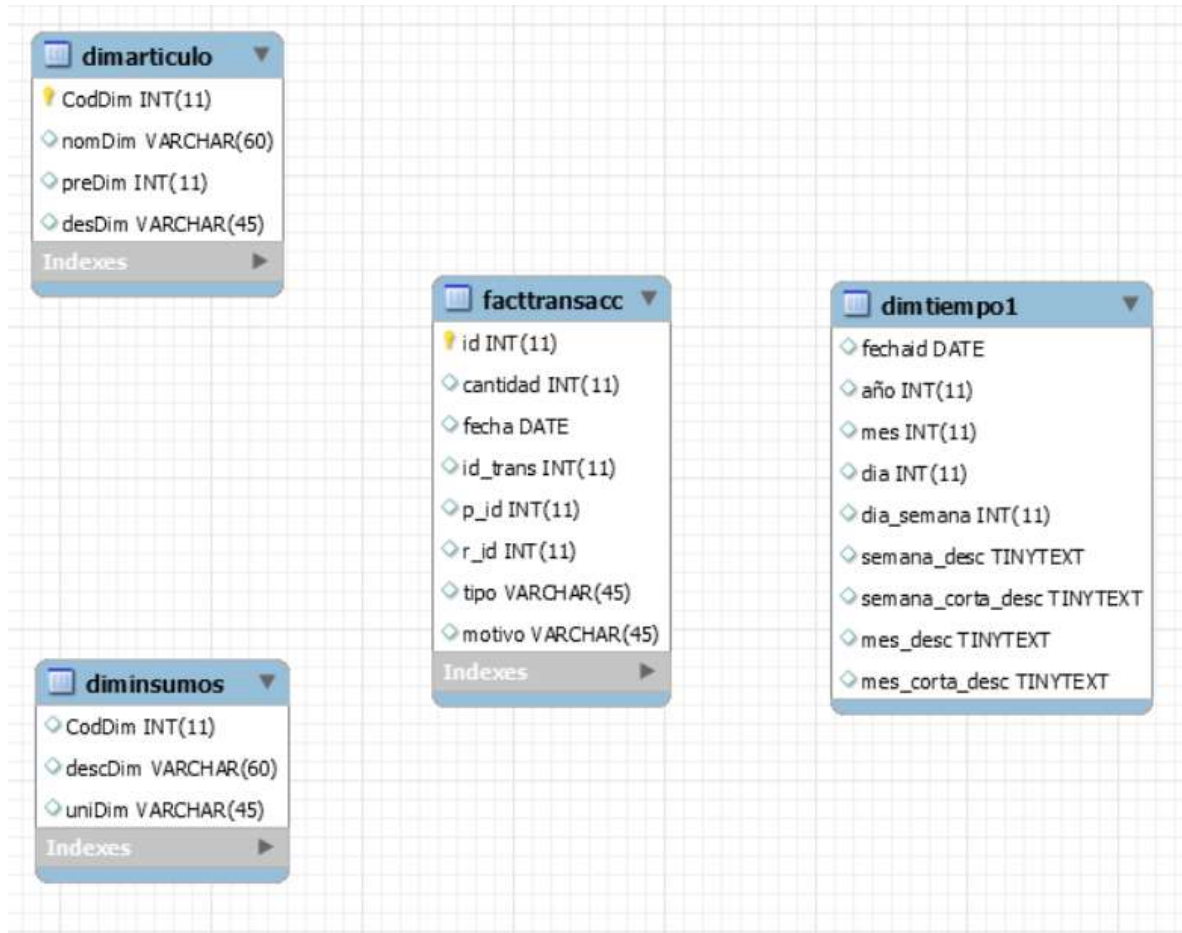 dimarticulo
CodDim INT(11)
nomDim VARCHAR(60)
preDim INT(11)
desDim VARCHAR(45)
Indexes
facttransacc
id INT(11)
cantidad INT(11)
fecha DATE
id_trans INT(11)
p_id INT(11)
r_id INT(11)
tipo VARCHAR(45)
motivo VARCHAR(45)
Indexes
dimtiempo1
fechaid DATE
año INT(11)
mes INT(11)
dia INT(11)
dia_semana INT(11)
semana_desc TINYTEXT
semana_corta_desc TINYTEXT
mes_desc TINYTEXT
mes_corta_desc TINYTEXT
diminsumos
CodDim INT(11)
descDim VARCHAR(60)
uniDim VARCHAR(45)
Indexes